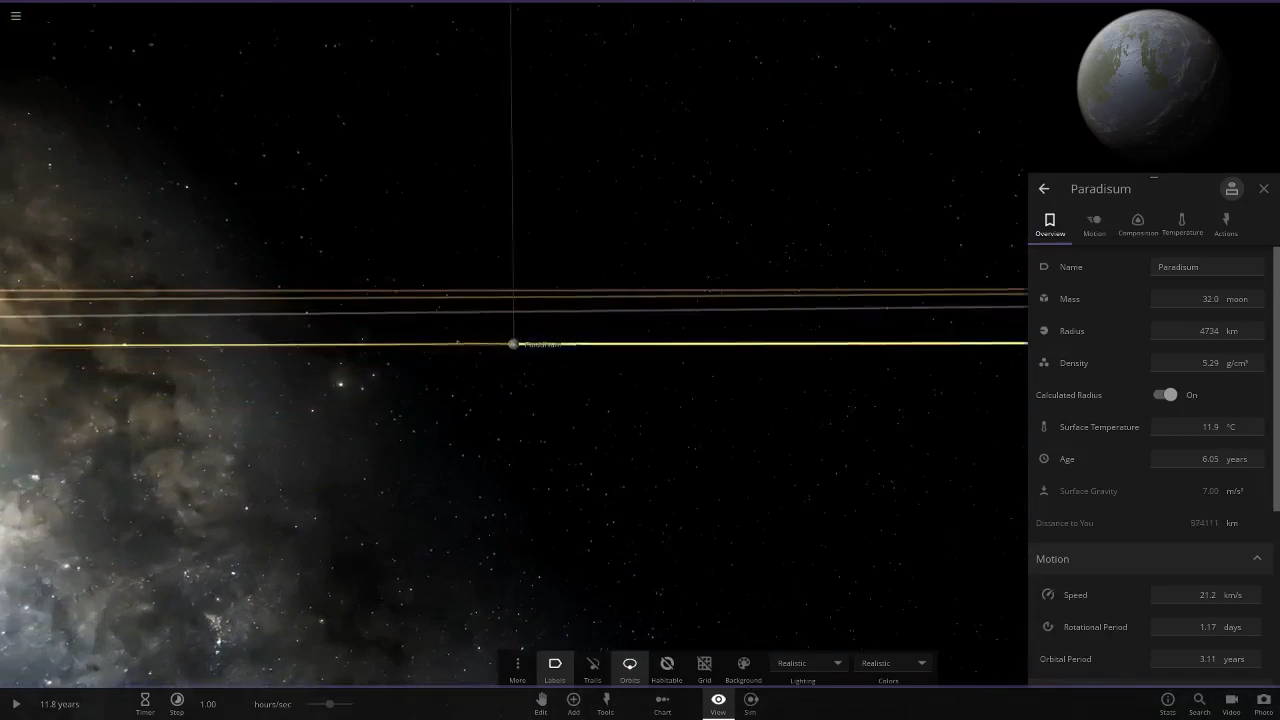 Paradisum
Overview
Motion
Composition
Temperature
Actions
Name
Paradisum
Mass
32.0 moon
Radius
4734 km
Density
5.29 g/cm³
Calculated Radius
On
Surface Temperature
11.9 °C
Age
6.05 years
Surface Gravity
7.00 m/s²
Distance to You
974111 km
Motion
Speed
21.2 km/s
Rotational Period
1.17 days
Orbital Period
3.11 years
Paradisum
More
Labels
Trails
Orbits
Habitable
Grid
Background
Realistic
Lighting
Realistic
Colors
11.8 years
Timer
Step
1.00
hours/sec
Edit
Add
Tools
Chart
View
Sim
Stats
Search
Video
Photo